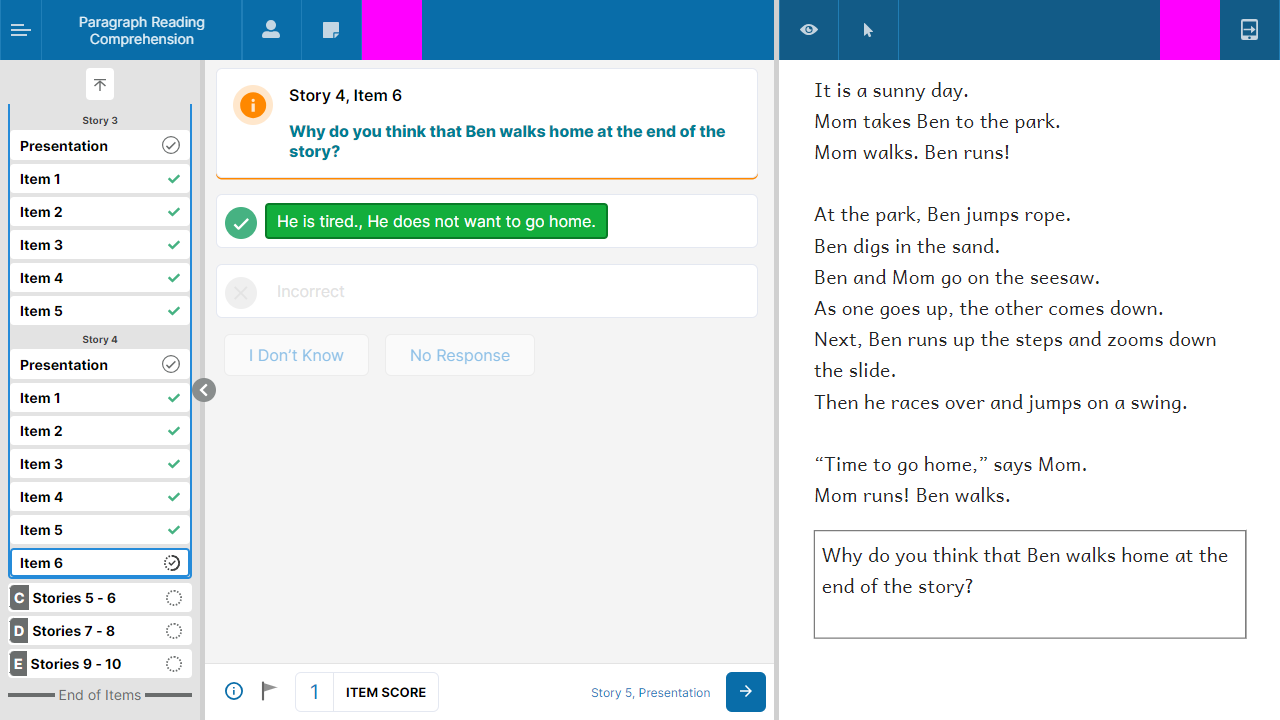 Paragraph Reading
Comprehension
Story 3
Presentation
Item 1
Item 2
Item 3
Item 4
Item 5
Story 4
Presentation
Item 1
Item 2
Item 3
Item 4
Item 5
Item 6
C Stories 5 - 6
D Stories 7 - 8
E Stories 9 - 10
End of Items
Story 4, Item 6
Why do you think that Ben walks home at the end of the
story?
He is tired., He does not want to go home.
Incorrect
I Don’t Know
No Response
1 ITEM SCORE
Story 5, Presentation
It is a sunny day.
Mom takes Ben to the park.
Mom walks. Ben runs!
At the park, Ben jumps rope.
Ben digs in the sand.
Ben and Mom go on the seesaw.
As one goes up, the other comes down.
Next, Ben runs up the steps and zooms down
the slide.
Then he races over and jumps on a swing.
“Time to go home,” says Mom.
Mom runs! Ben walks.
Why do you think that Ben walks home at the
end of the story?